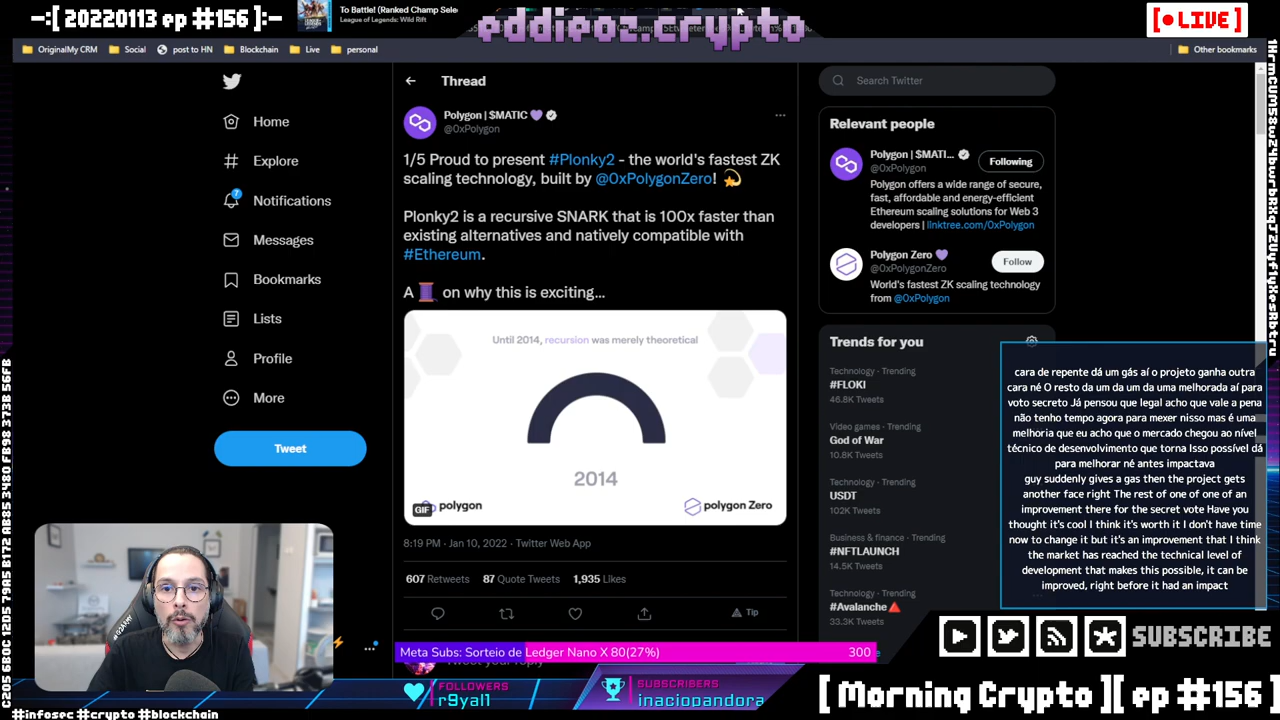 -:[ 20220113 ep #156 ]:-
To Battle! (Ranked Champ Selec
League of Legends: Wild Rift
eddieoz.crypto
[● LIVE ]
OriginalMy CRM
Social
post to HN
Blockchain
Live
personal
Other bookmarks
Thread
Search Twitter
Home
Explore
7
Notifications
Messages
Bookmarks
Lists
Profile
More
Tweet
Polygon | $MATIC 💜
@0xPolygon
1/5 Proud to present #Plonky2 - the world's fastest ZK
scaling technology, built by @0xPolygonZero! 💫
Plonky2 is a recursive SNARK that is 100x faster than
existing alternatives and natively compatible with
#Ethereum.
A 🧵 on why this is exciting...
Until 2014, recursion was merely theoretical
2014
GIF
polygon
polygon Zero
8:19 PM · Jan 10, 2022 · Twitter Web App
607 Retweets 87 Quote Tweets 1,935 Likes
Tip
Relevant people
Polygon | $MATI...
@0xPolygon
Following
Polygon offers a wide range of secure,
fast, affordable and energy-efficient
Ethereum scaling solutions for Web 3
developers | linktree.com/0xPolygon
Polygon Zero 💜
@0xPolygonZero
Follow
World's fastest ZK scaling technology
from @0xPolygon
Trends for you
Technology · Trending
#FLOKI
46.8K Tweets
Video games · Trending
God of War
10.8K Tweets
Technology · Trending
USDT
102K Tweets
Business & finance · Trending
#NFTLAUNCH
14.5K Tweets
Technology · Trending
#Avalanche🔺
33.3K Tweets
cara de repente dá um gás aí o projeto ganha outra
cara né O resto da um da um da uma melhorada aí para
voto secreto Já pensou que legal acho que vale a pena
não tenho tempo agora para mexer nisso mas é uma
melhoria que eu acho que o mercado chegou ao nível
técnico de desenvolvimento que torna Isso possível dá
para melhorar né antes impactava
guy suddenly gives a gas then the project gets
another face right The rest of one of one of an
improvement there for the secret vote Have you
thought it's cool I think it's worth it I don't have time
now to change it but it's an improvement that I think
the market has reached the technical level of
development that makes this possible, it can be
improved, right before it had an impact
Meta Subs: Sorteio de Ledger Nano X 80(27%)
300
FOLLOWERS
r9yal1
SUBSCRIBERS
inaciopandora
SUBSCRIBE
[ Morning Crypto ][ ep #156 ]
#infosec #crypto #blockchain